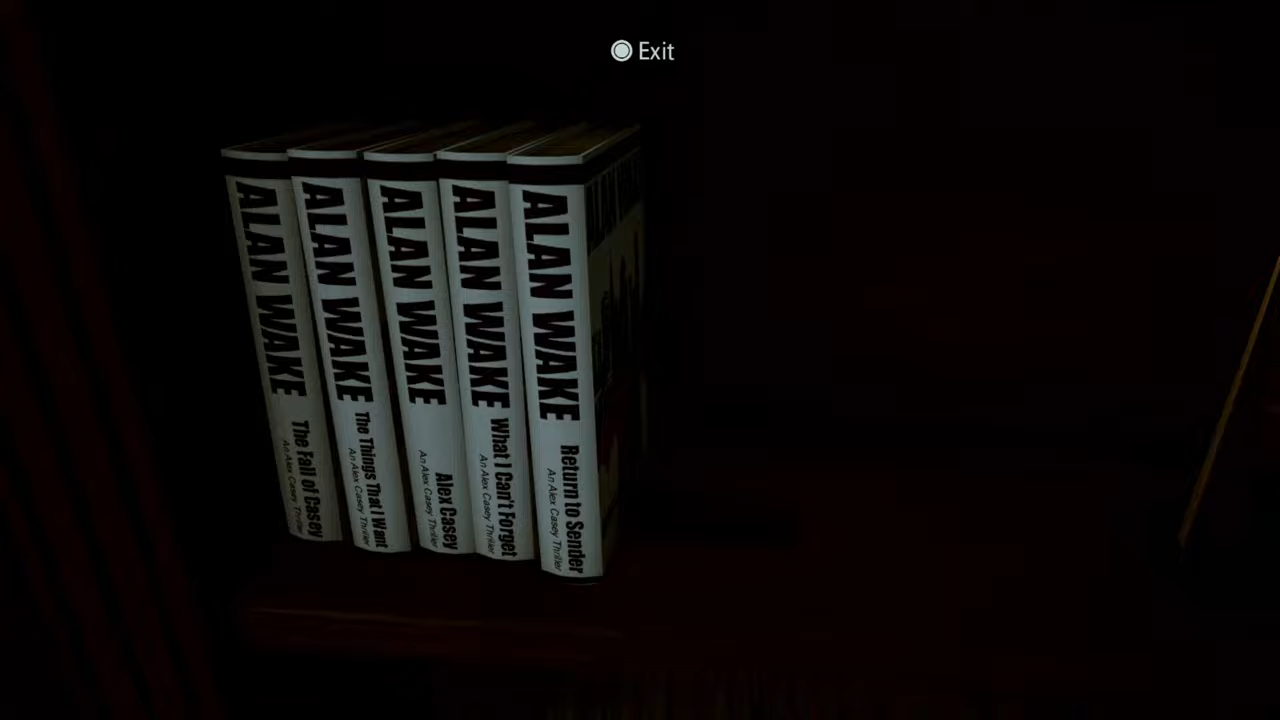 Exit
ALAN WAKE The Fall of Casey
An Alex Casey Thriller
ALAN WAKE The Things That I Want
An Alex Casey Thriller
ALAN WAKE Alex Casey
An Alex Casey Thriller
ALAN WAKE What I Can't Forget
An Alex Casey Thriller
ALAN WAKE Return to Sender
An Alex Casey Thriller